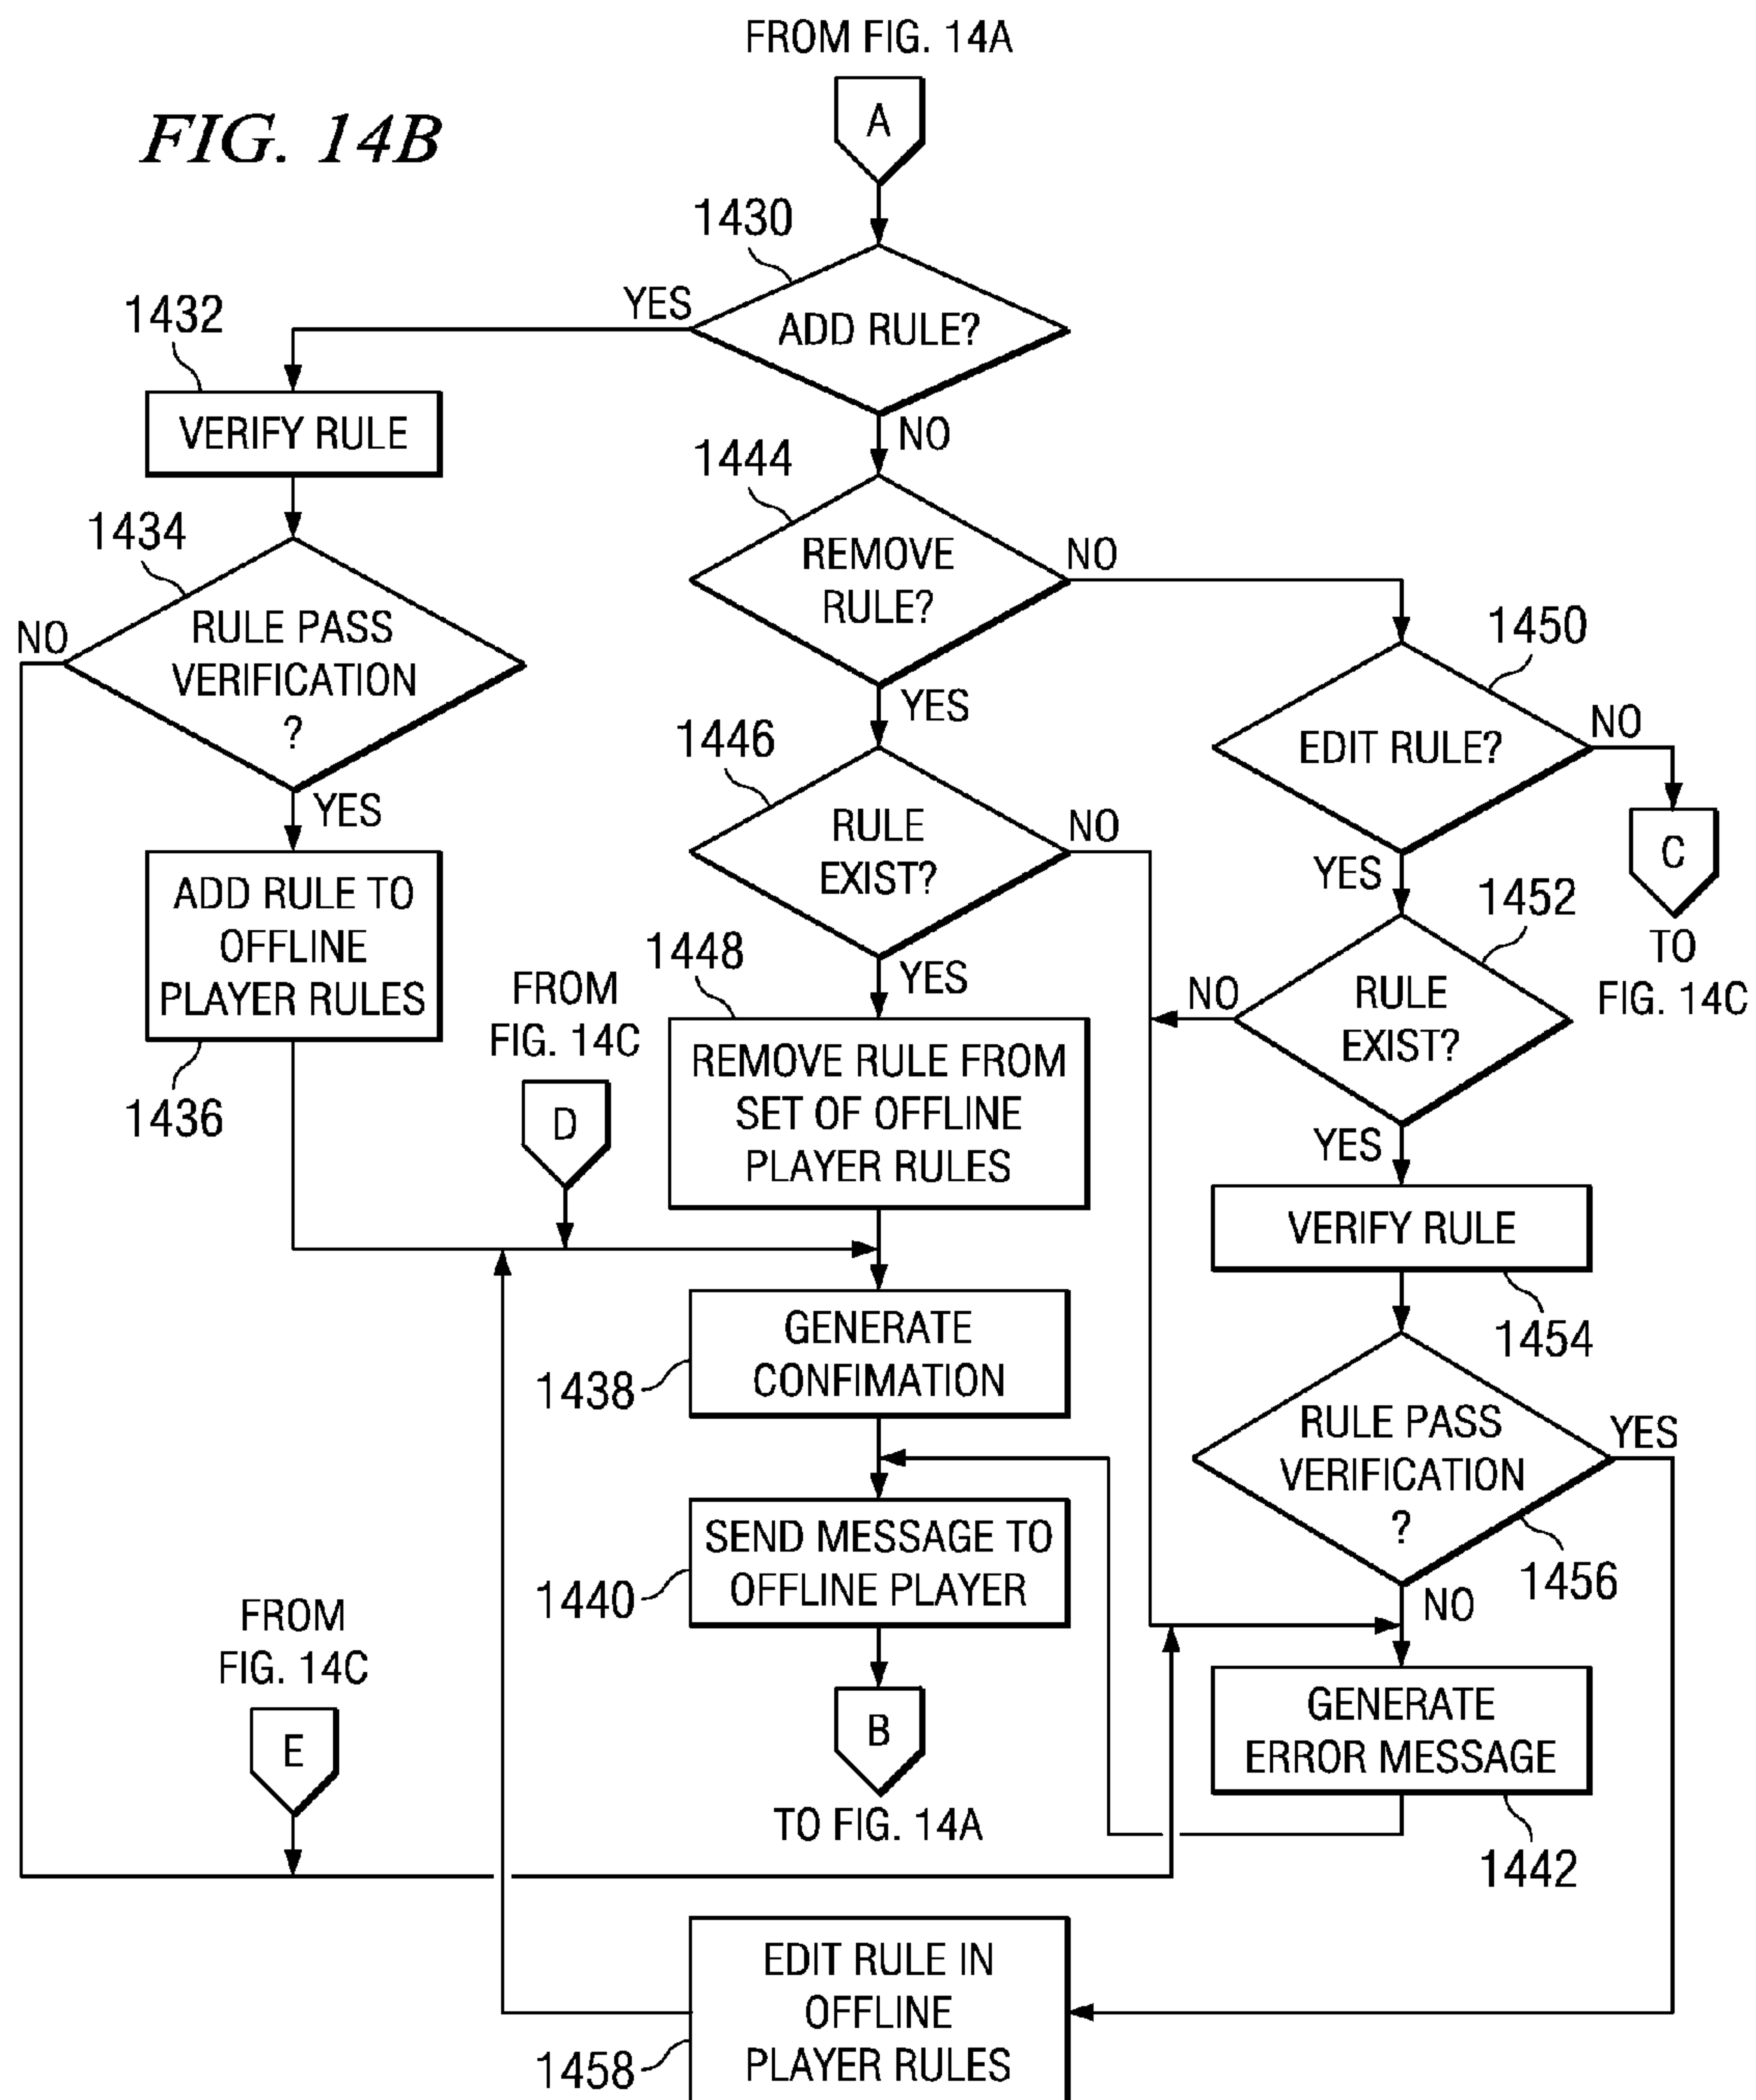 FROM FIG. 14A
A
FIG. 14B
1430
ADD RULE?
YES
NO
1432
VERIFY RULE
1434
RULE PASS
VERIFICATION
?
NO
YES
ADD RULE TO
OFFLINE
PLAYER RULES
1436
1444
REMOVE
RULE?
NO
YES
1446
RULE
EXIST?
NO
YES
1448
REMOVE RULE FROM
SET OF OFFLINE
PLAYER RULES
1450
EDIT RULE?
NO
C
TO
FIG. 14C
YES
1452
RULE
EXIST?
NO
YES
VERIFY RULE
1454
RULE PASS
VERIFICATION
?
YES
1456
NO
GENERATE
ERROR MESSAGE
1442
FROM
FIG. 14C
D
GENERATE
CONFIMATION
1438
SEND MESSAGE TO
OFFLINE PLAYER
1440
B
TO FIG. 14A
FROM
FIG. 14C
E
EDIT RULE IN
OFFLINE
PLAYER RULES
1458